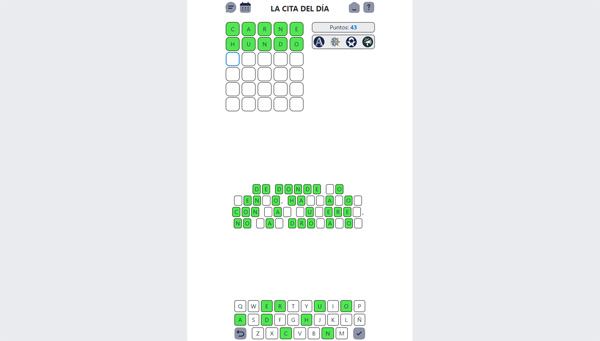 LA CITA DEL DÍA
?
C A R N E
Puntos: 43
H U N D O
A
D E D O N D E O
E N O, H A A O
C O N A U E R E .
N O A D R O A O
Q W E R T Y U I O P
A S D F G H J K L Ñ
Z X C V B N M